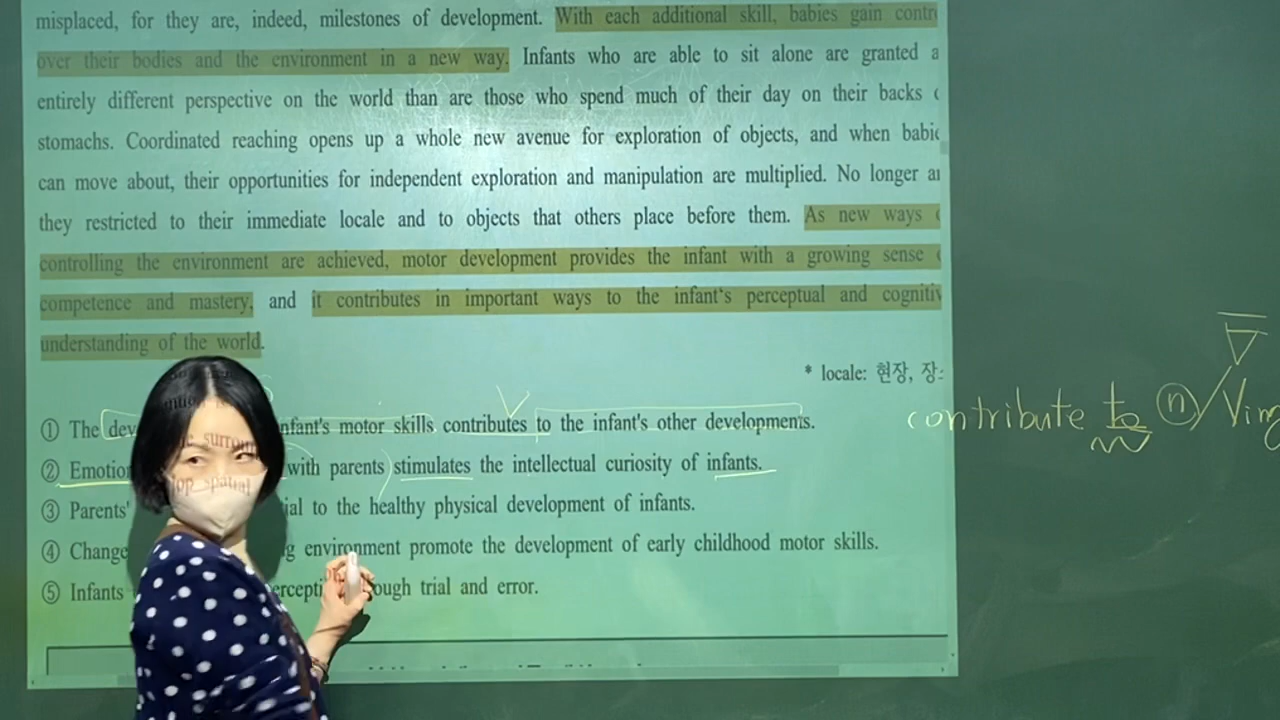 misplaced, for they are, indeed, milestones of development. With each additional skill, babies gain
over their bodies and the environment in a new way. Infants who are able to sit alone are granted
entirely different perspective on the world than are those who spend much of their day on their backs
stomachs. Coordinated reaching opens up a whole new avenue for exploration of objects, and when
can move about, their opportunities for independent exploration and manipulation are multiplied. No longer
they restricted to their immediate locale and to objects that others place before them. As new ways
controlling the environment are achieved, motor development provides the infant with a growing sense
competence and mastery, and it contributes in important ways to the infant's perceptual and
understanding of the world.
* locale: 현장,
① The infant's motor skills contributes to the infant's other developments.
② with parents stimulates the intellectual curiosity of infants.
③ Parents' to the healthy physical development of infants.
④ environment promote the development of early childhood motor skills.
⑤ Infants trial and error.
contribute to ⓝ/Ving